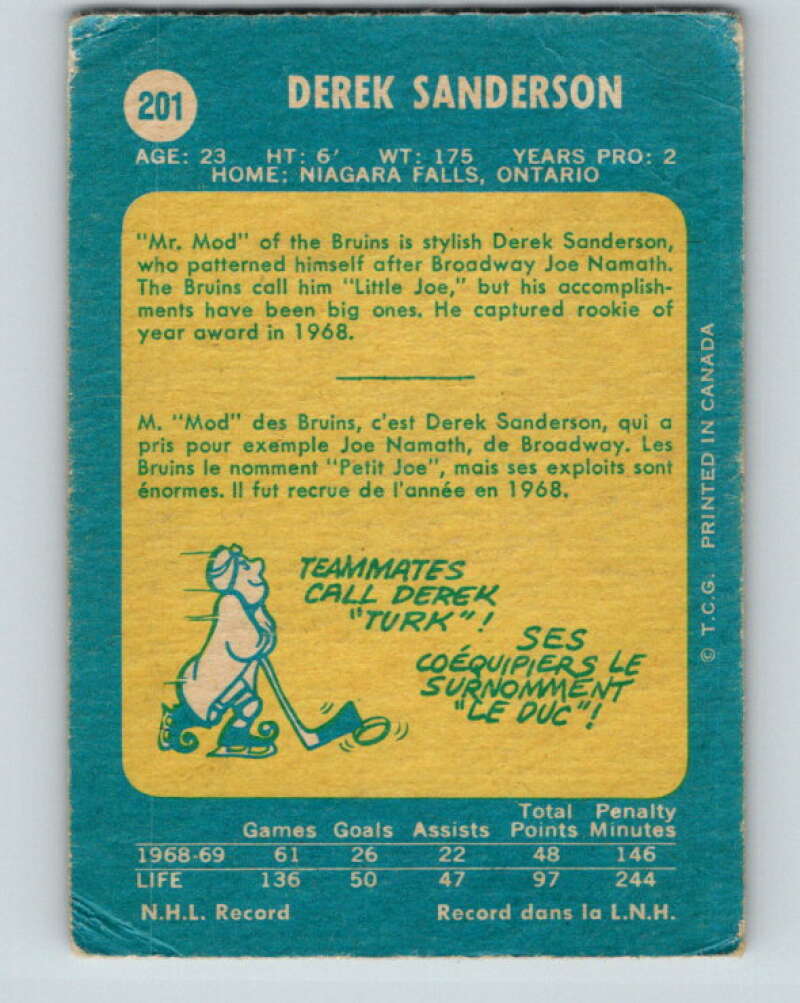 201
DEREK SANDERSON
AGE: 23 HT: 6' WT: 175 YEARS PRO: 2
HOME: NIAGARA FALLS, ONTARIO
"Mr. Mod" of the Bruins is stylish Derek Sanderson,
who patterned himself after Broadway Joe Namath.
The Bruins call him "Little Joe," but his accomplish-
ments have been big ones. He captured rookie of
year award in 1968.
M. "Mod" des Bruins, c'est Derek Sanderson, qui a
pris pour exemple Joe Namath, de Broadway. Les
Bruins le nomment "Petit Joe", mais ses exploits sont
énormes. Il fut recrue de l'année en 1968.
TEAMMATES
CALL DEREK
"TURK"!
SES
COÉQUIPIERS LE
SURNOMMENT
"LE DUC"!
© T.C.G. PRINTED IN CANADA
Total Penalty
Games Goals Assists Points Minutes
1968-69 61 26 22 48 146
LIFE 136 50 47 97 244
N.H.L. Record Record dans la L.N.H.